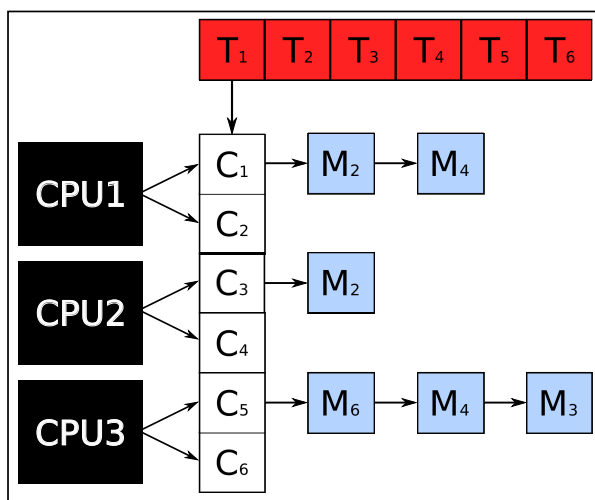 T1 T2 T3 T4 T5 T6
CPU1
C1 M2 M4
C2
CPU2
C3 M2
C4
CPU3
C5 M6 M4 M3
C6